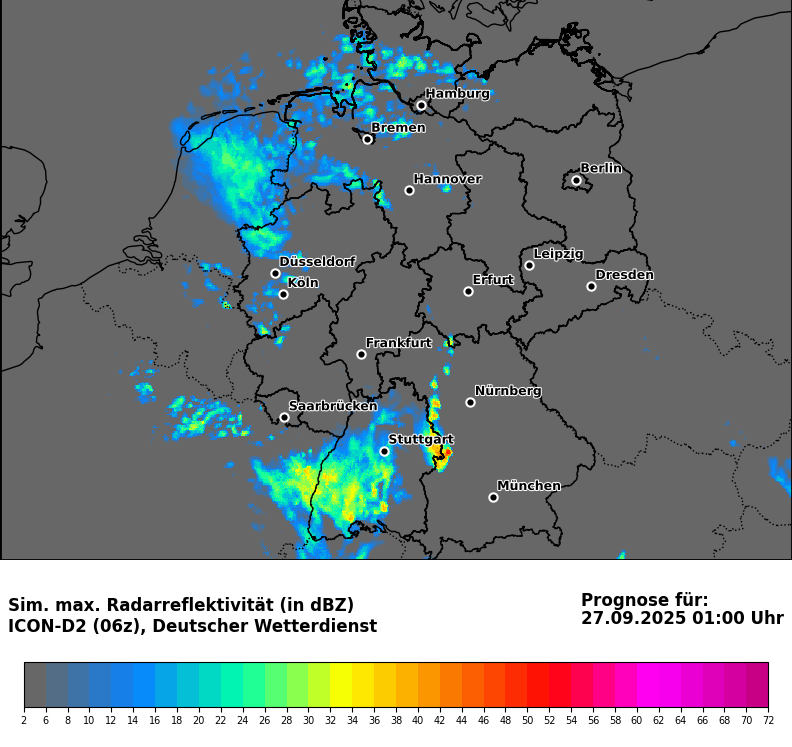 Hamburg
Bremen
Berlin
Hannover
Leipzig
Düsseldorf
Dresden
Erfurt
Köln
Frankfurt
Nürnberg
Saarbrücken
Stuttgart
München
Sim. max. Radarreflektivität (in dBZ)
ICON-D2 (06z), Deutscher Wetterdienst
Prognose für:
27.09.2025 01:00 Uhr
2 6 8 10 12 14 16 18 20 22 24 26 28 30 32 34 36 38 40 42 44 46 48 50 52 54 56 58 60 62 64 66 68 70 72